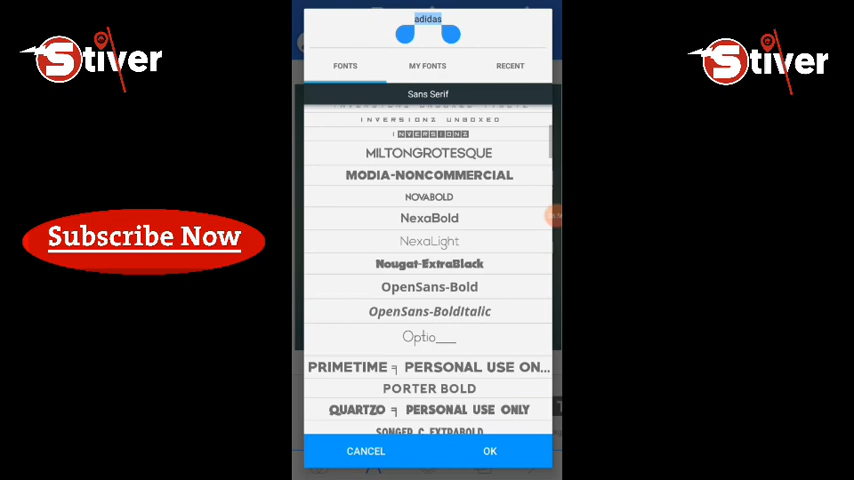 adidas
Stiver
Stiver
FONTS
MY FONTS
RECENT
Sans Serif
INVERSIONZ UNBOXED
INVERSIONZ
MILTONGROTESQUE
MODIA-NONCOMMERCIAL
NOVABOLD
NexaBold
NexaLight
Nougat-ExtraBlack
Subscribe Now
OpenSans-Bold
OpenSans-BoldItalic
Optio___
PRIMETIME ╕ PERSONAL USE ON...
PORTER BOLD
QUARTZO ╕ PERSONAL USE ONLY
SONGER_C_EXTRABOLD
CANCEL
OK